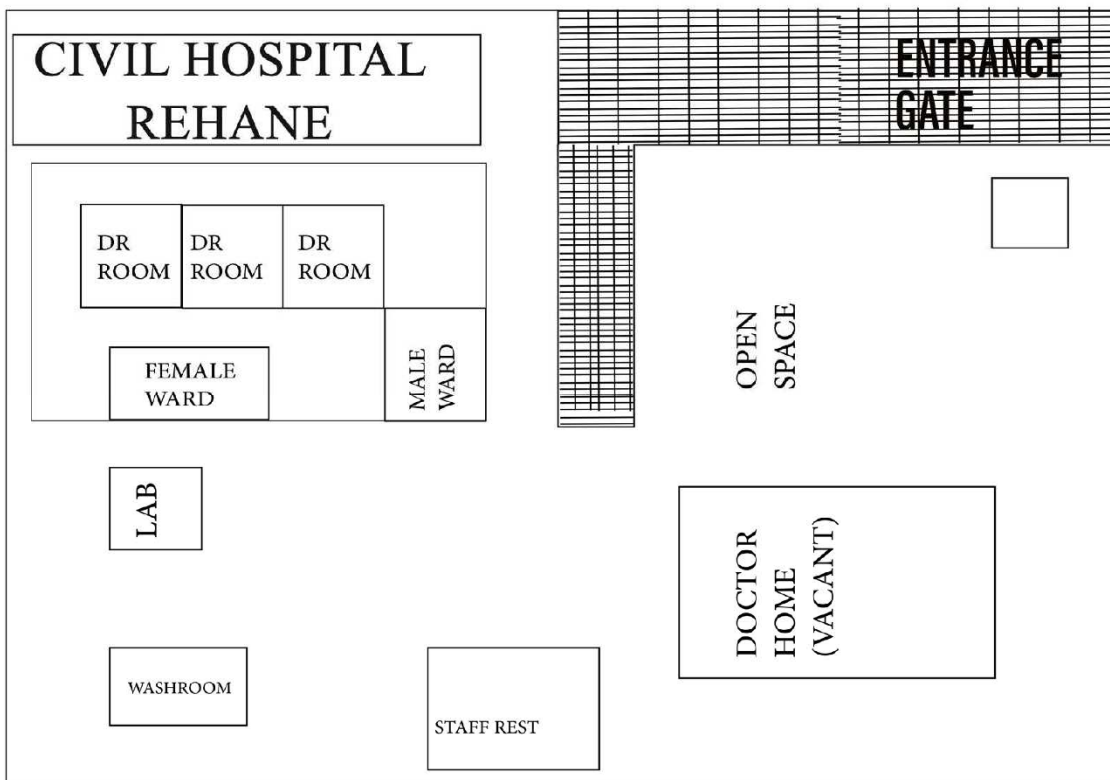 CIVIL HOSPITAL
REHANE
ENTRANCE
GATE
DR
ROOM
DR
ROOM
DR
ROOM
FEMALE
WARD
MALE
WARD
OPEN
SPACE
LAB
DOCTOR
HOME
(VACANT)
WASHROOM
STAFF REST